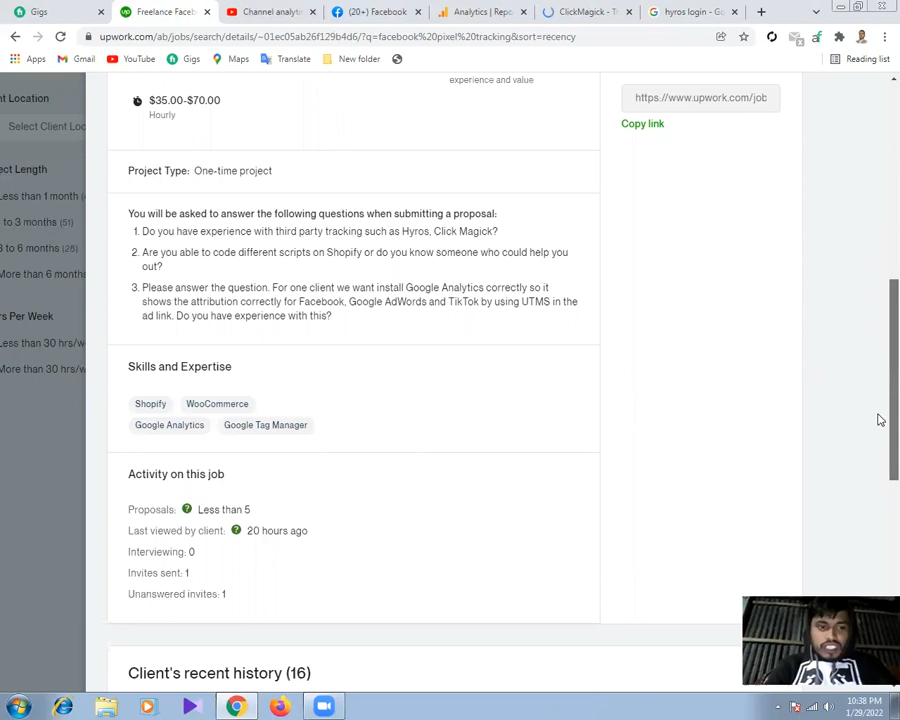 Gigs
Freelance Faceb
Channel analyti
(20+) Facebook
Analytics | Repo
ClickMagick - T
hyros login - Go
upwork.com/ab/jobs/search/details/~01ec05ab26f129b4d6/?q=facebook%20pixel%20tracking&sort=recency
Apps
Gmail
YouTube
Gigs
Maps
Translate
New folder
Reading list
nt Location
Select Client Loc
ect Length
Less than 1 month
to 3 months (51)
3 to 6 months (28)
More than 6 months
rs Per Week
Less than 30 hrs/w
More than 30 hrs/w
experience and value
$35.00-$70.00
Hourly
https://www.upwork.com/job
Copy link
Project Type: One-time project
You will be asked to answer the following questions when submitting a proposal:
1. Do you have experience with third party tracking such as Hyros, Click Magick?
2. Are you able to code different scripts on Shopify or do you know someone who could help you
out?
3. Please answer the question. For one client we want install Google Analytics correctly so it
shows the attribution correctly for Facebook, Google AdWords and TikTok by using UTMS in the
ad link. Do you have experience with this?
Skills and Expertise
Shopify
WooCommerce
Google Analytics
Google Tag Manager
Activity on this job
Proposals: ? Less than 5
Last viewed by client: ? 20 hours ago
Interviewing: 0
Invites sent: 1
Unanswered invites: 1
Client's recent history (16)
10:38 PM
1/29/2022